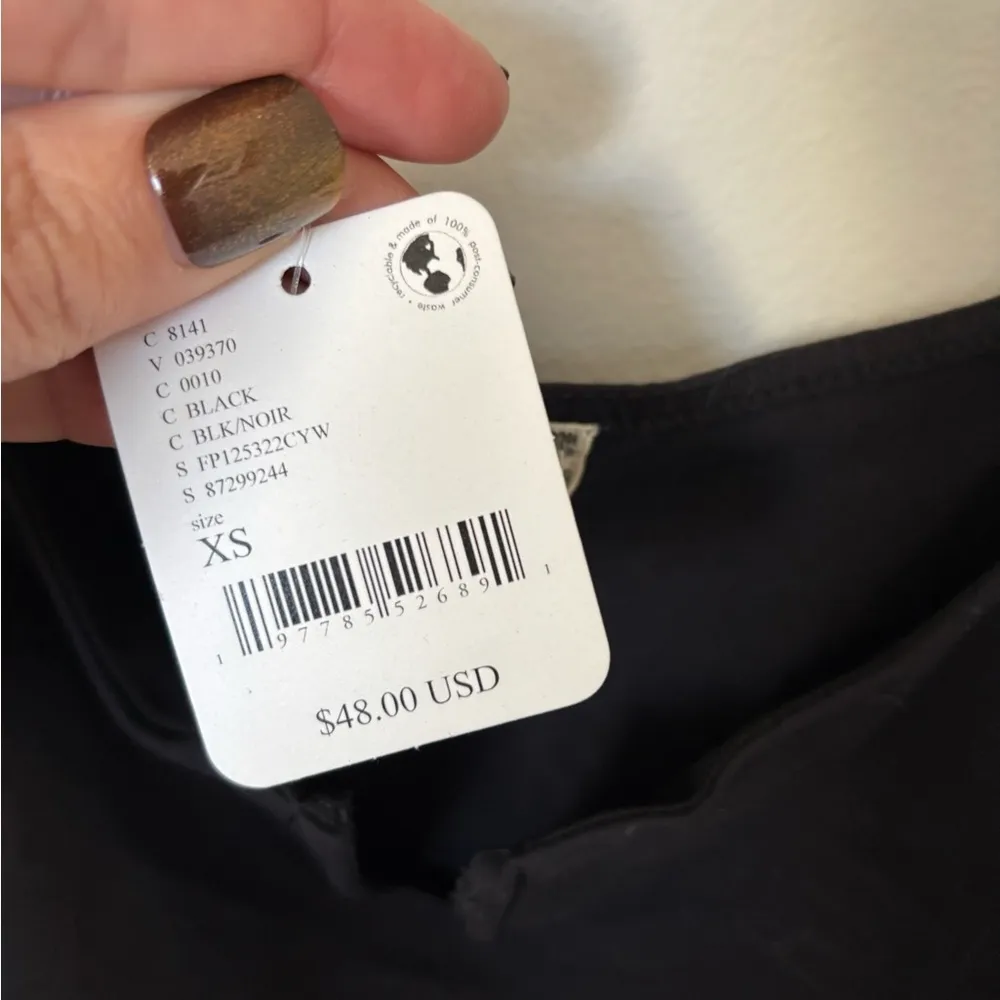 recyclable & made of 100% post-consumer waste •
C 8141
V 039370
C 0010
C BLACK
C BLK/NOIR
S FP125322CYW
S 87299244
size
XS
1 97785 52689 1
$48.00 USD